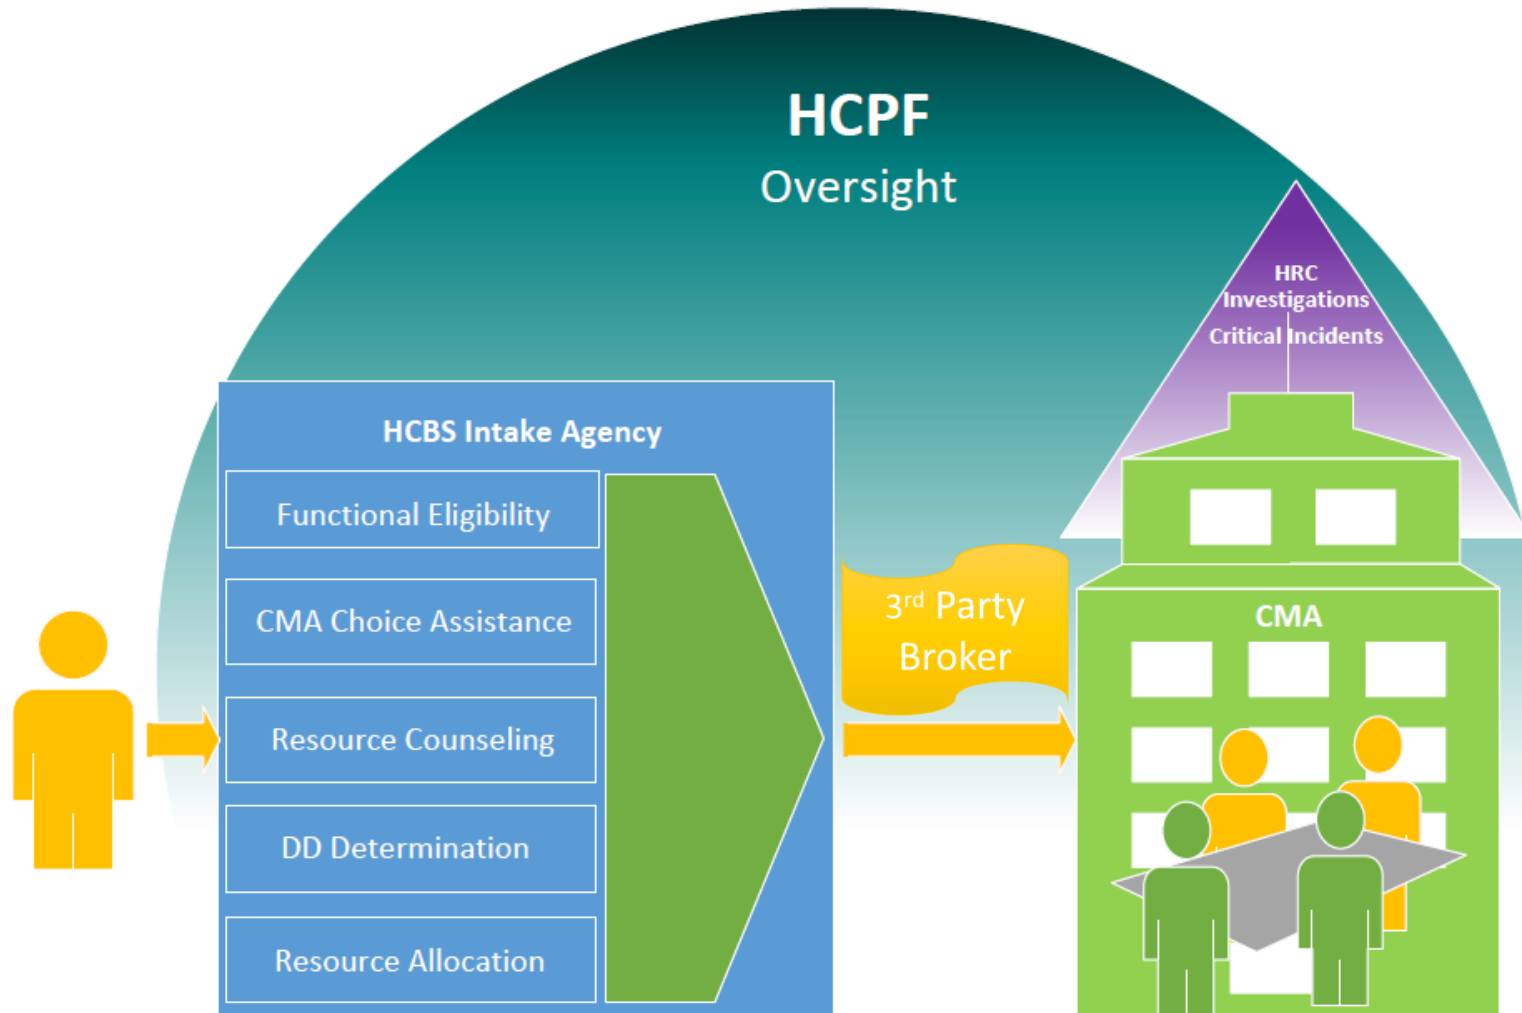 HCPF
Oversight
HRC
Investigations
Critical Incidents
HCBS Intake Agency
Functional Eligibility
CMA Choice Assistance
Resource Counseling
DD Determination
Resource Allocation
3rd Party
Broker
CMA